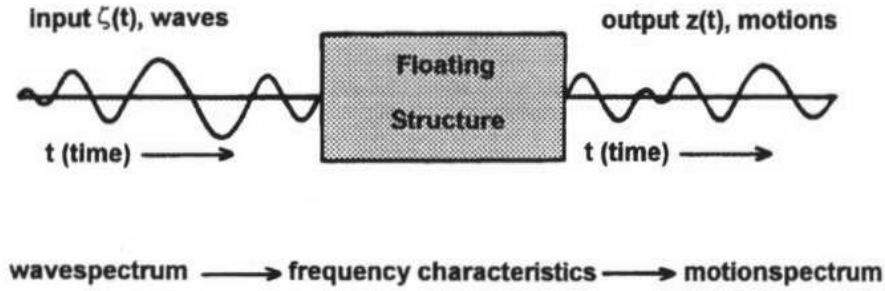 input ζ(t), waves
output z(t), motions
Floating
Structure
t (time)
t (time)
wavespectrum
frequency characteristics
motionspectrum